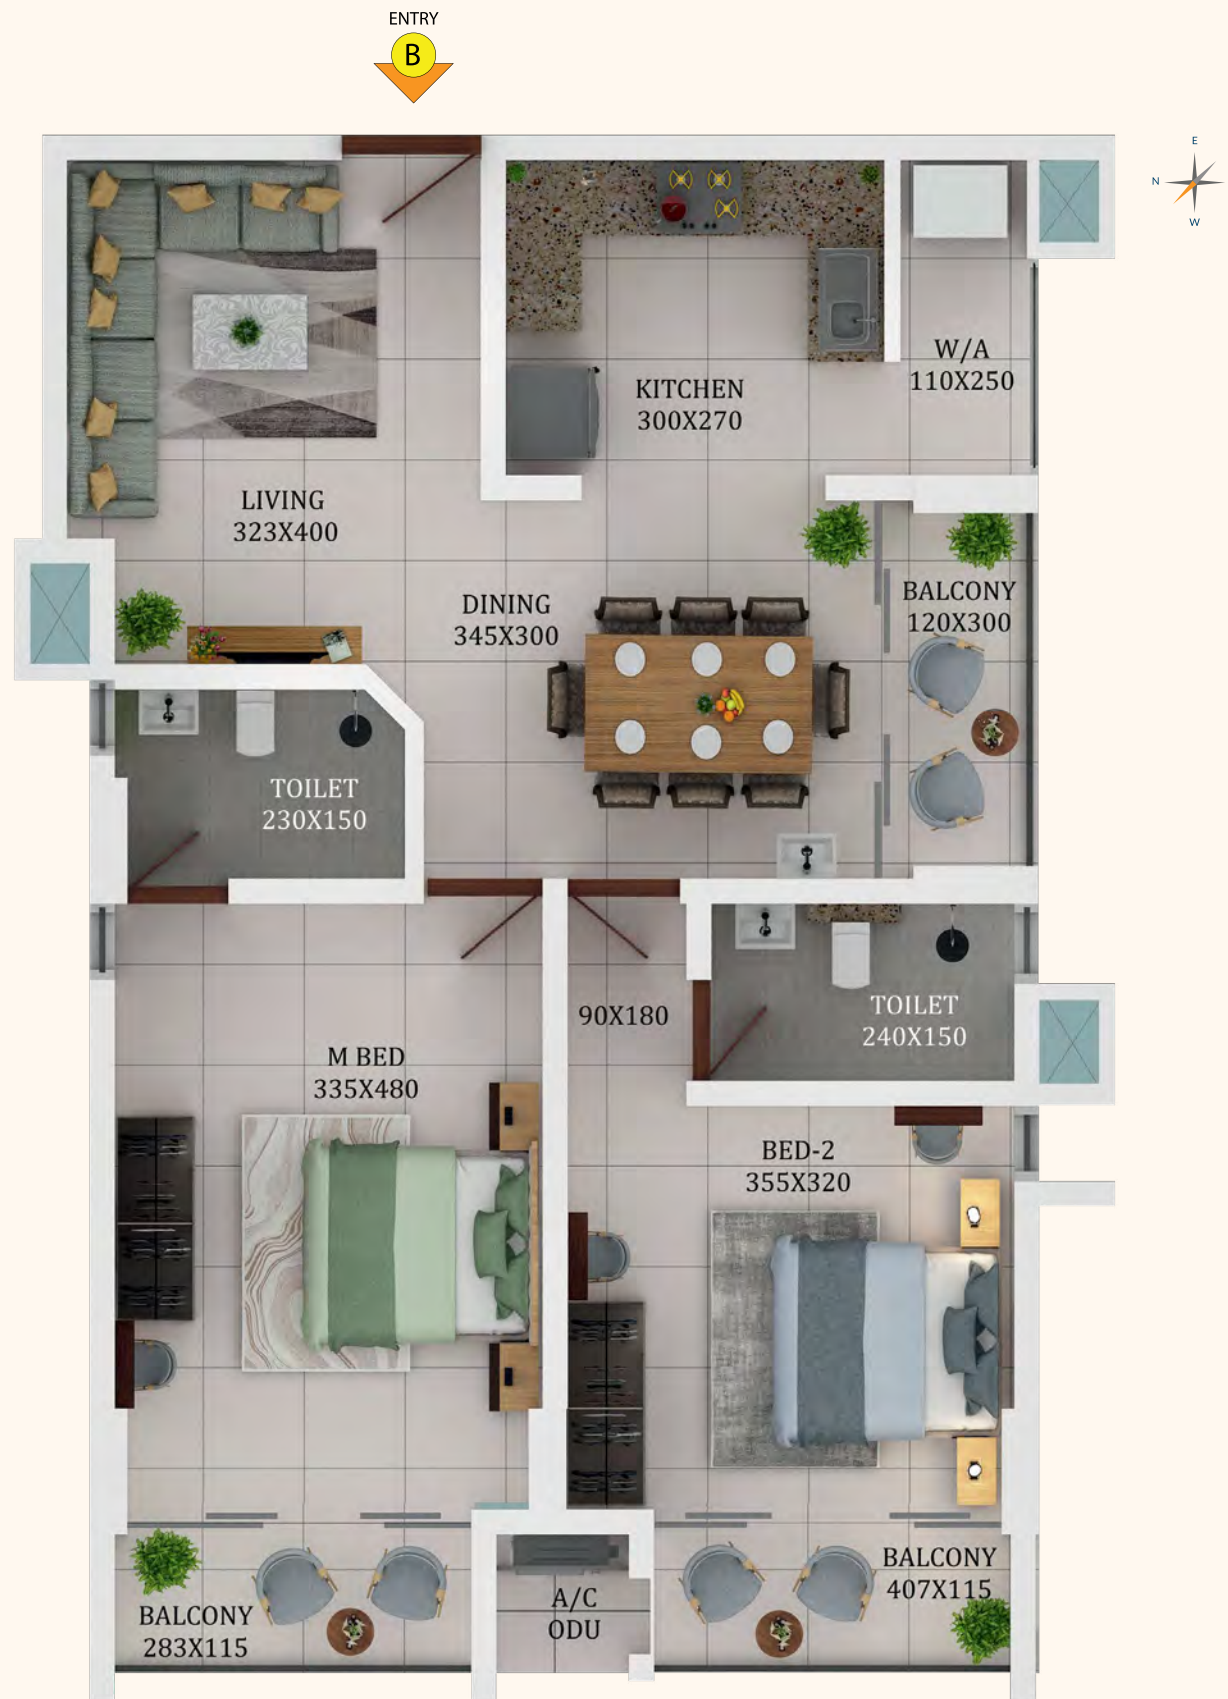 ENTRY
B
E
N
W
W/A
110X250
KITCHEN
300X270
LIVING
323X400
BALCONY
120X300
DINING
345X300
TOILET
230X150
TOILET
240X150
90X180
M BED
335X480
BED-2
355X320
BALCONY
407X115
A/C
ODU
BALCONY
283X115